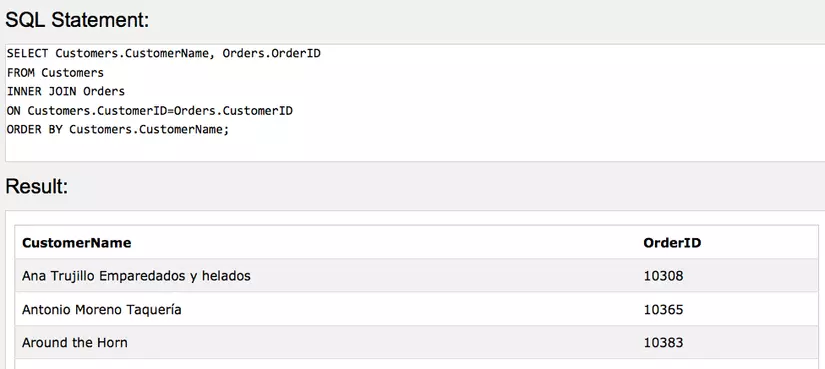 SQL Statement:
SELECT Customers.CustomerName, Orders.OrderID
FROM Customers
INNER JOIN Orders
ON Customers.CustomerID=Orders.CustomerID
ORDER BY Customers.CustomerName;
Result:
CustomerName OrderID
Ana Trujillo Emparedados y helados 10308
Antonio Moreno Taquería 10365
Around the Horn 10383